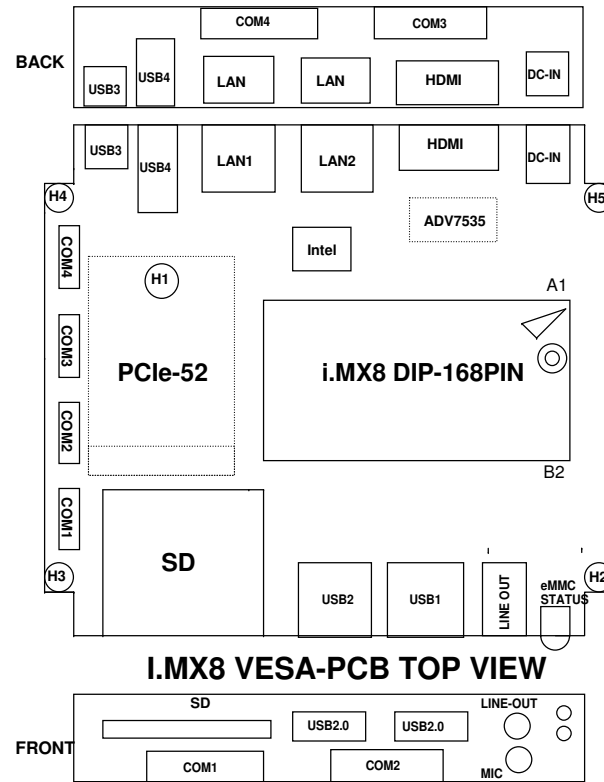 COM4 COM3
BACK
USB3 USB4 LAN LAN HDMI DC-IN
USB3 USB4 LAN1 LAN2 HDMI DC-IN
H4 H5
ADV7535
COM4
Intel
H1
A1
COM3
PCIe-52
i.MX8 DIP-168PIN
COM2
B2
COM1
SD
H3 H2
eMMC
STATUS
USB2 USB1 LINE OUT
I.MX8 VESA-PCB TOP VIEW
SD LINE-OUT
USB2.0 USB2.0
FRONT
COM1 COM2 MIC